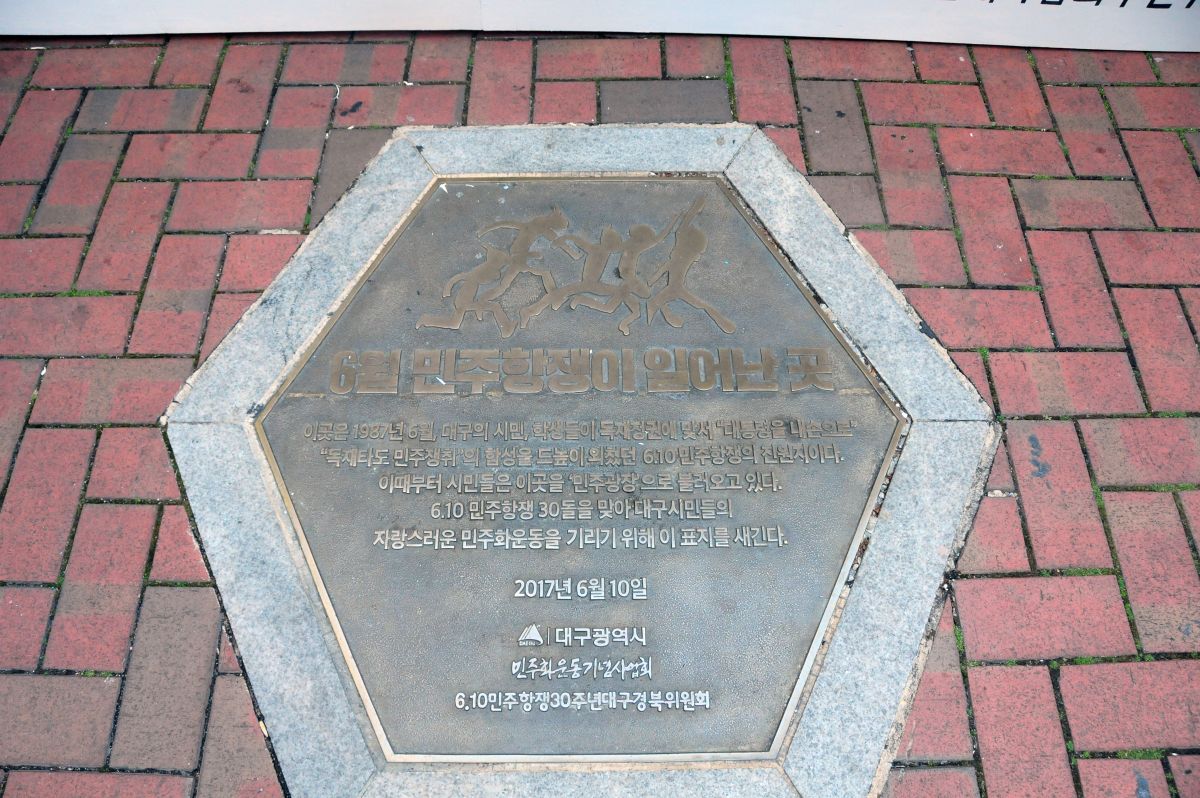 6월 민주항쟁이 일어난 곳
이곳은 1987년 6월, 대구의 시민, 학생들이 독재정권에 맞서 "대통령을 내손으로"
"독재타도 민주쟁취"의 함성을 드높이 외쳤던 6.10민주항쟁의 진원지이다.
이때부터 시민들은 이곳을 '민주광장'으로 불러오고 있다.
6.10 민주항쟁 30돌을 맞아 대구시민들의
자랑스러운 민주화운동을 기리기 위해 이 표지를 새긴다.
2017년 6월 10일
대구광역시
민주화운동기념사업회
6.10민주항쟁30주년대구경북위원회